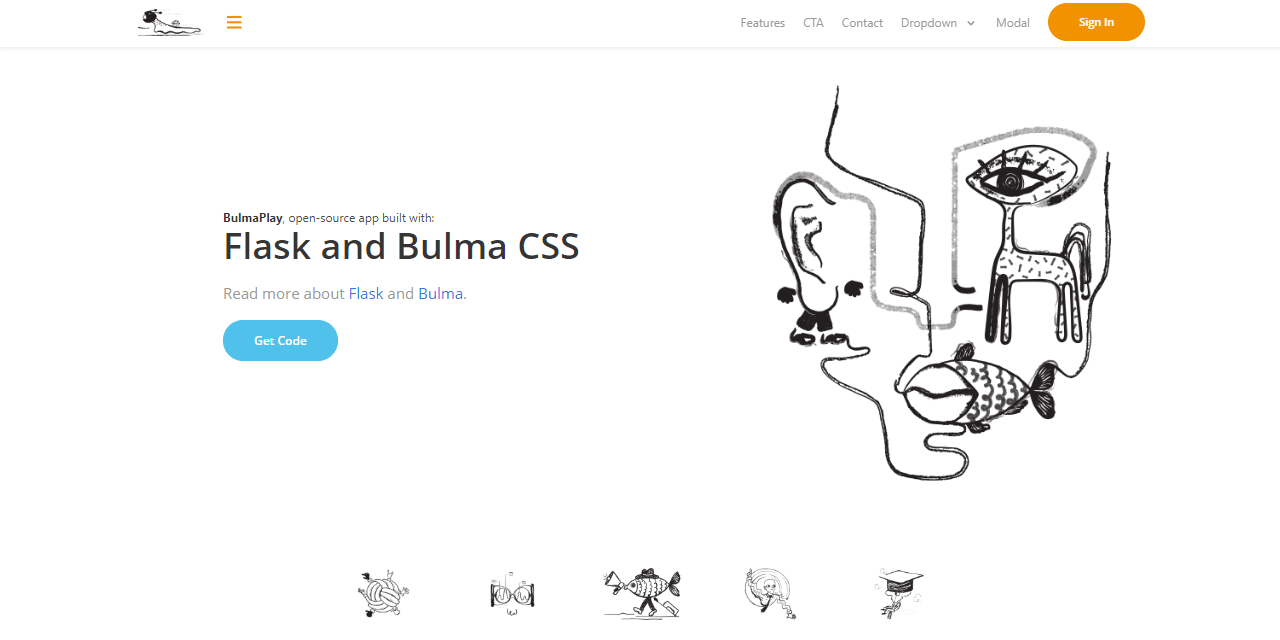 Features CTA Contact Dropdown Modal Sign In
BulmaPlay, open-source app built with:
Flask and Bulma CSS
Read more about Flask and Bulma.
Get Code